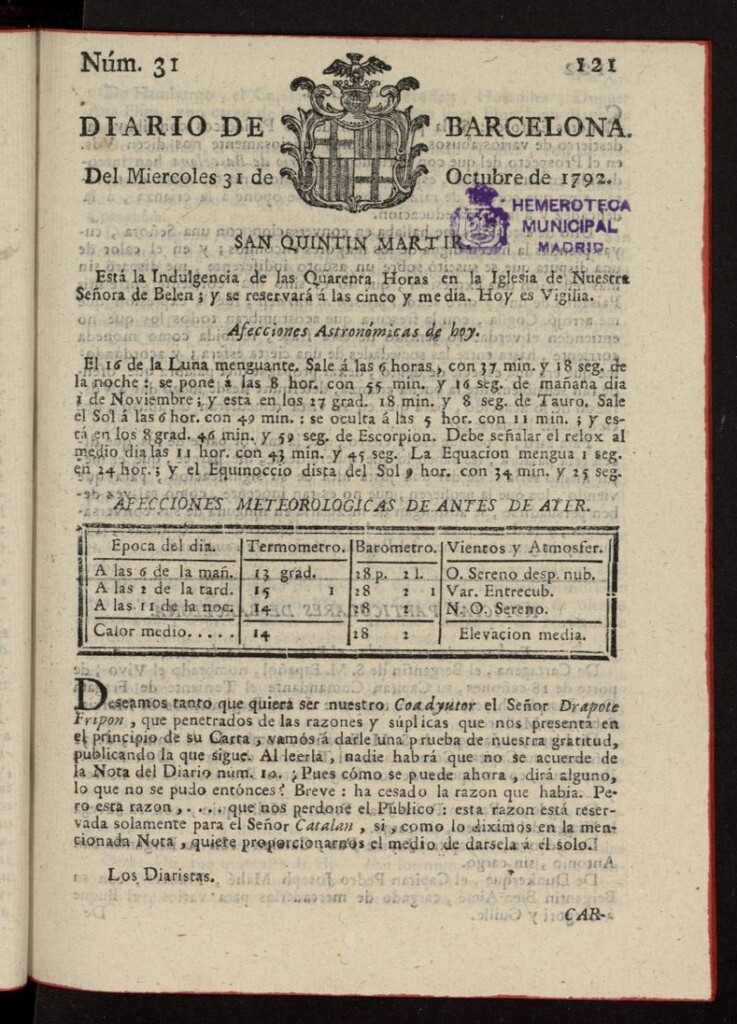 Núm. 31 121
DIARIO DE BARCELONA.
Del Miercoles 31 de Octubre de 1792.
HEMEROTECA
MUNICIPAL
MADRID
SAN QUINTIN MARTIR.
Está la Indulgencia de las Quarenta Horas en la Iglesia de Nuestra
Señora de Belen; y se reservará á las cinco y media. Hoy es Vigilia.
Afecciones Astronómicas de hoy.
El 16 de la Luna menguante. Sale á las 6 horas, con 37 min. y 18 seg. de
la noche: se pone á las 8 hor. con 55 min. y 16 seg. de mañana dia
1 de Noviembre; y está en los 27 grad. 18 min. y 8 seg. de Tauro. Sale
el Sol á las 6 hor. con 49 min.: se oculta á las 5 hor. con 11 min.; y es-
tá en los 8 grad. 46 min. y 59 seg. de Escorpion. Debe señalar el relox al
medio dia las 11 hor. con 43 min. y 45 seg. La Equacion mengua 1 seg.
en 24 hor.; y el Equinoccio dista del Sol 9 hor. con 34 min. y 25 seg.
AFECCIONES METEOROLOGICAS DE ANTES DE AYER.
Epoca del dia. Termometro. Barometro. Vientos y Atmosfer.
A las 6 de la mañ. 13 grad. 28 p. 2 l. O. Sereno desp. nub.
A las 2 de la tard. 15 1 28 2 1 Var. Entrecub.
A las 11 de la noc. 14 28 2 N. O. Sereno.
Calor medio. . . . . 14 28 2 Elevacion media.
Deseamos tanto que quiera ser nuestro Coadyutor el Señor Drapote
Fripon, que penetrados de las razones y súplicas que nos presenta en
el principio de su Carta, vamos á darle una prueba de nuestra gratitud,
publicando la que sigue. Al leerla, nadie habrá que no se acuerde de
la Nota del Diario num. 10. ¿Pues cómo se puede ahora, dirá alguno,
lo que no se pudo entónces? Breve: ha cesado la razon que habia. Pe-
ro esta razon, . . . . que nos perdone el Público: esta razon está reser-
vada solamente para el Señor Catalan, si, como lo diximos en la men-
cionada Nota, quiere proporcionarnos el medio de darsela á el solo.
Los Diaristas.
CAR-